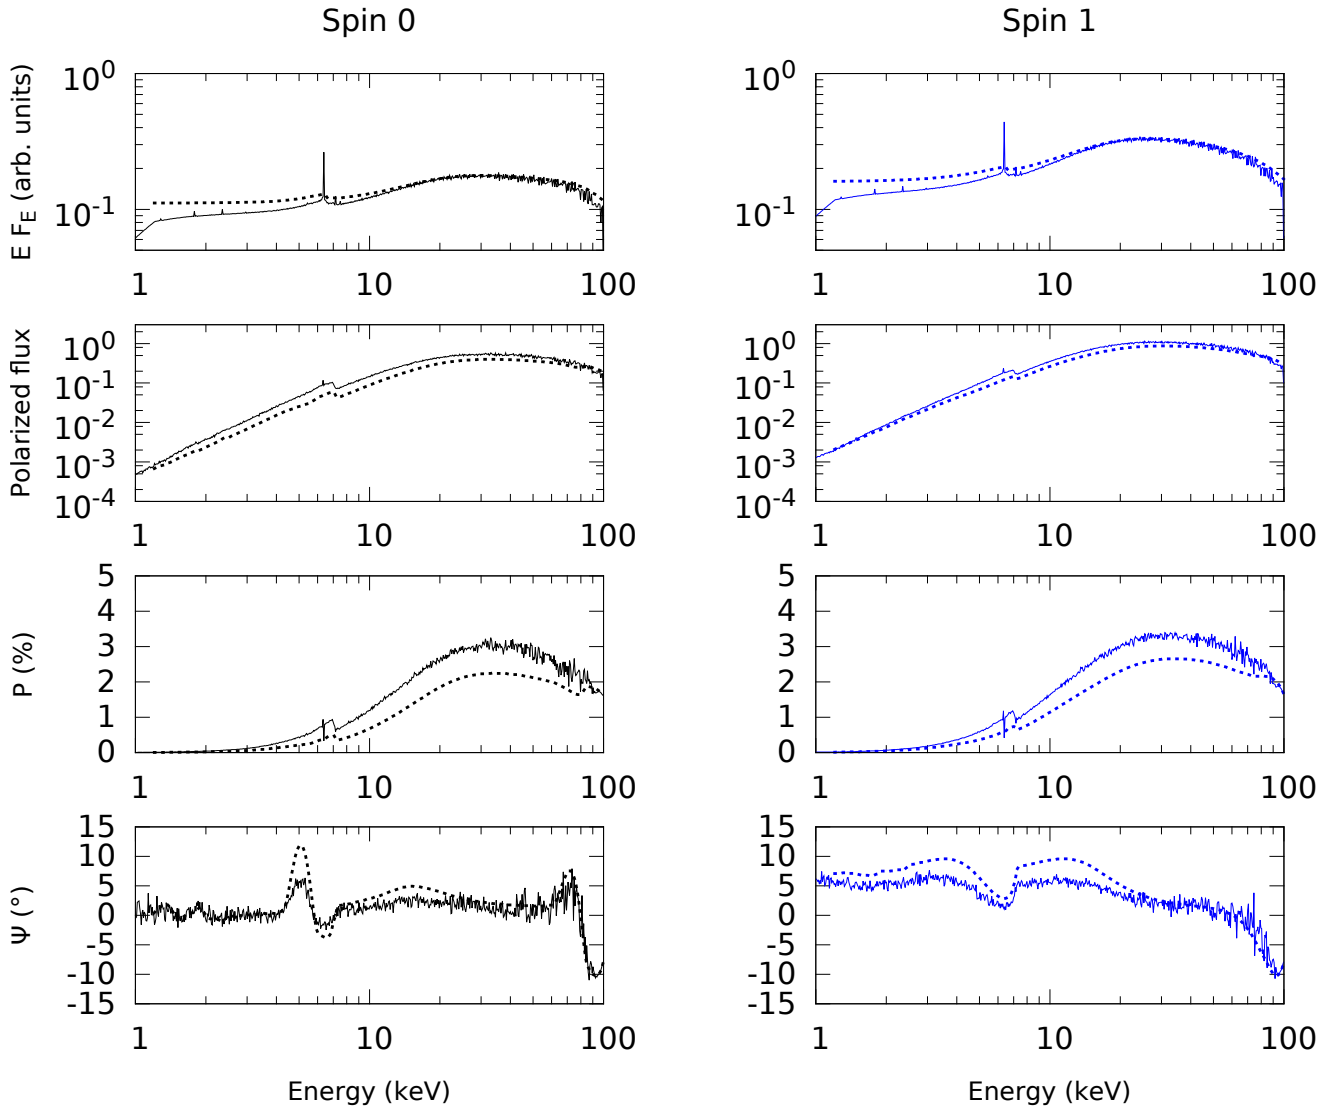 Spin 0 Spin 1
E F_E (arb. units)
10^0 10^0
10^-1 10^-1
1 10 100 1 10 100
Polarized flux
10^0 10^0
10^-1 10^-1
10^-2 10^-2
10^-3 10^-3
10^-4 10^-4
1 10 100 1 10 100
P (%)
5 5
4 4
3 3
2 2
1 1
0 0
1 10 100 1 10 100
Ψ (°)
15 15
10 10
5 5
0 0
-5 -5
-10 -10
-15 -15
1 10 100 1 10 100
Energy (keV) Energy (keV)